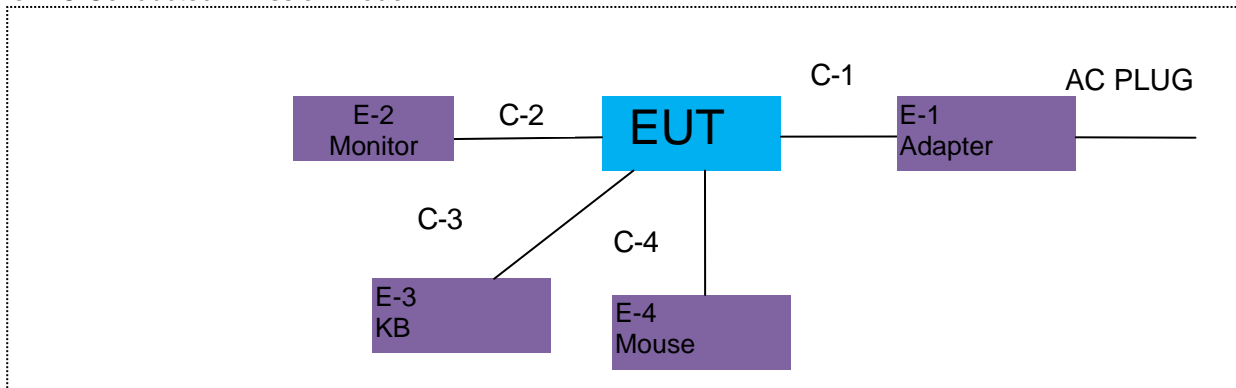 C-1
AC PLUG
E-2
Monitor
C-2
EUT
E-1
Adapter
C-3
C-4
E-3
KB
E-4
Mouse